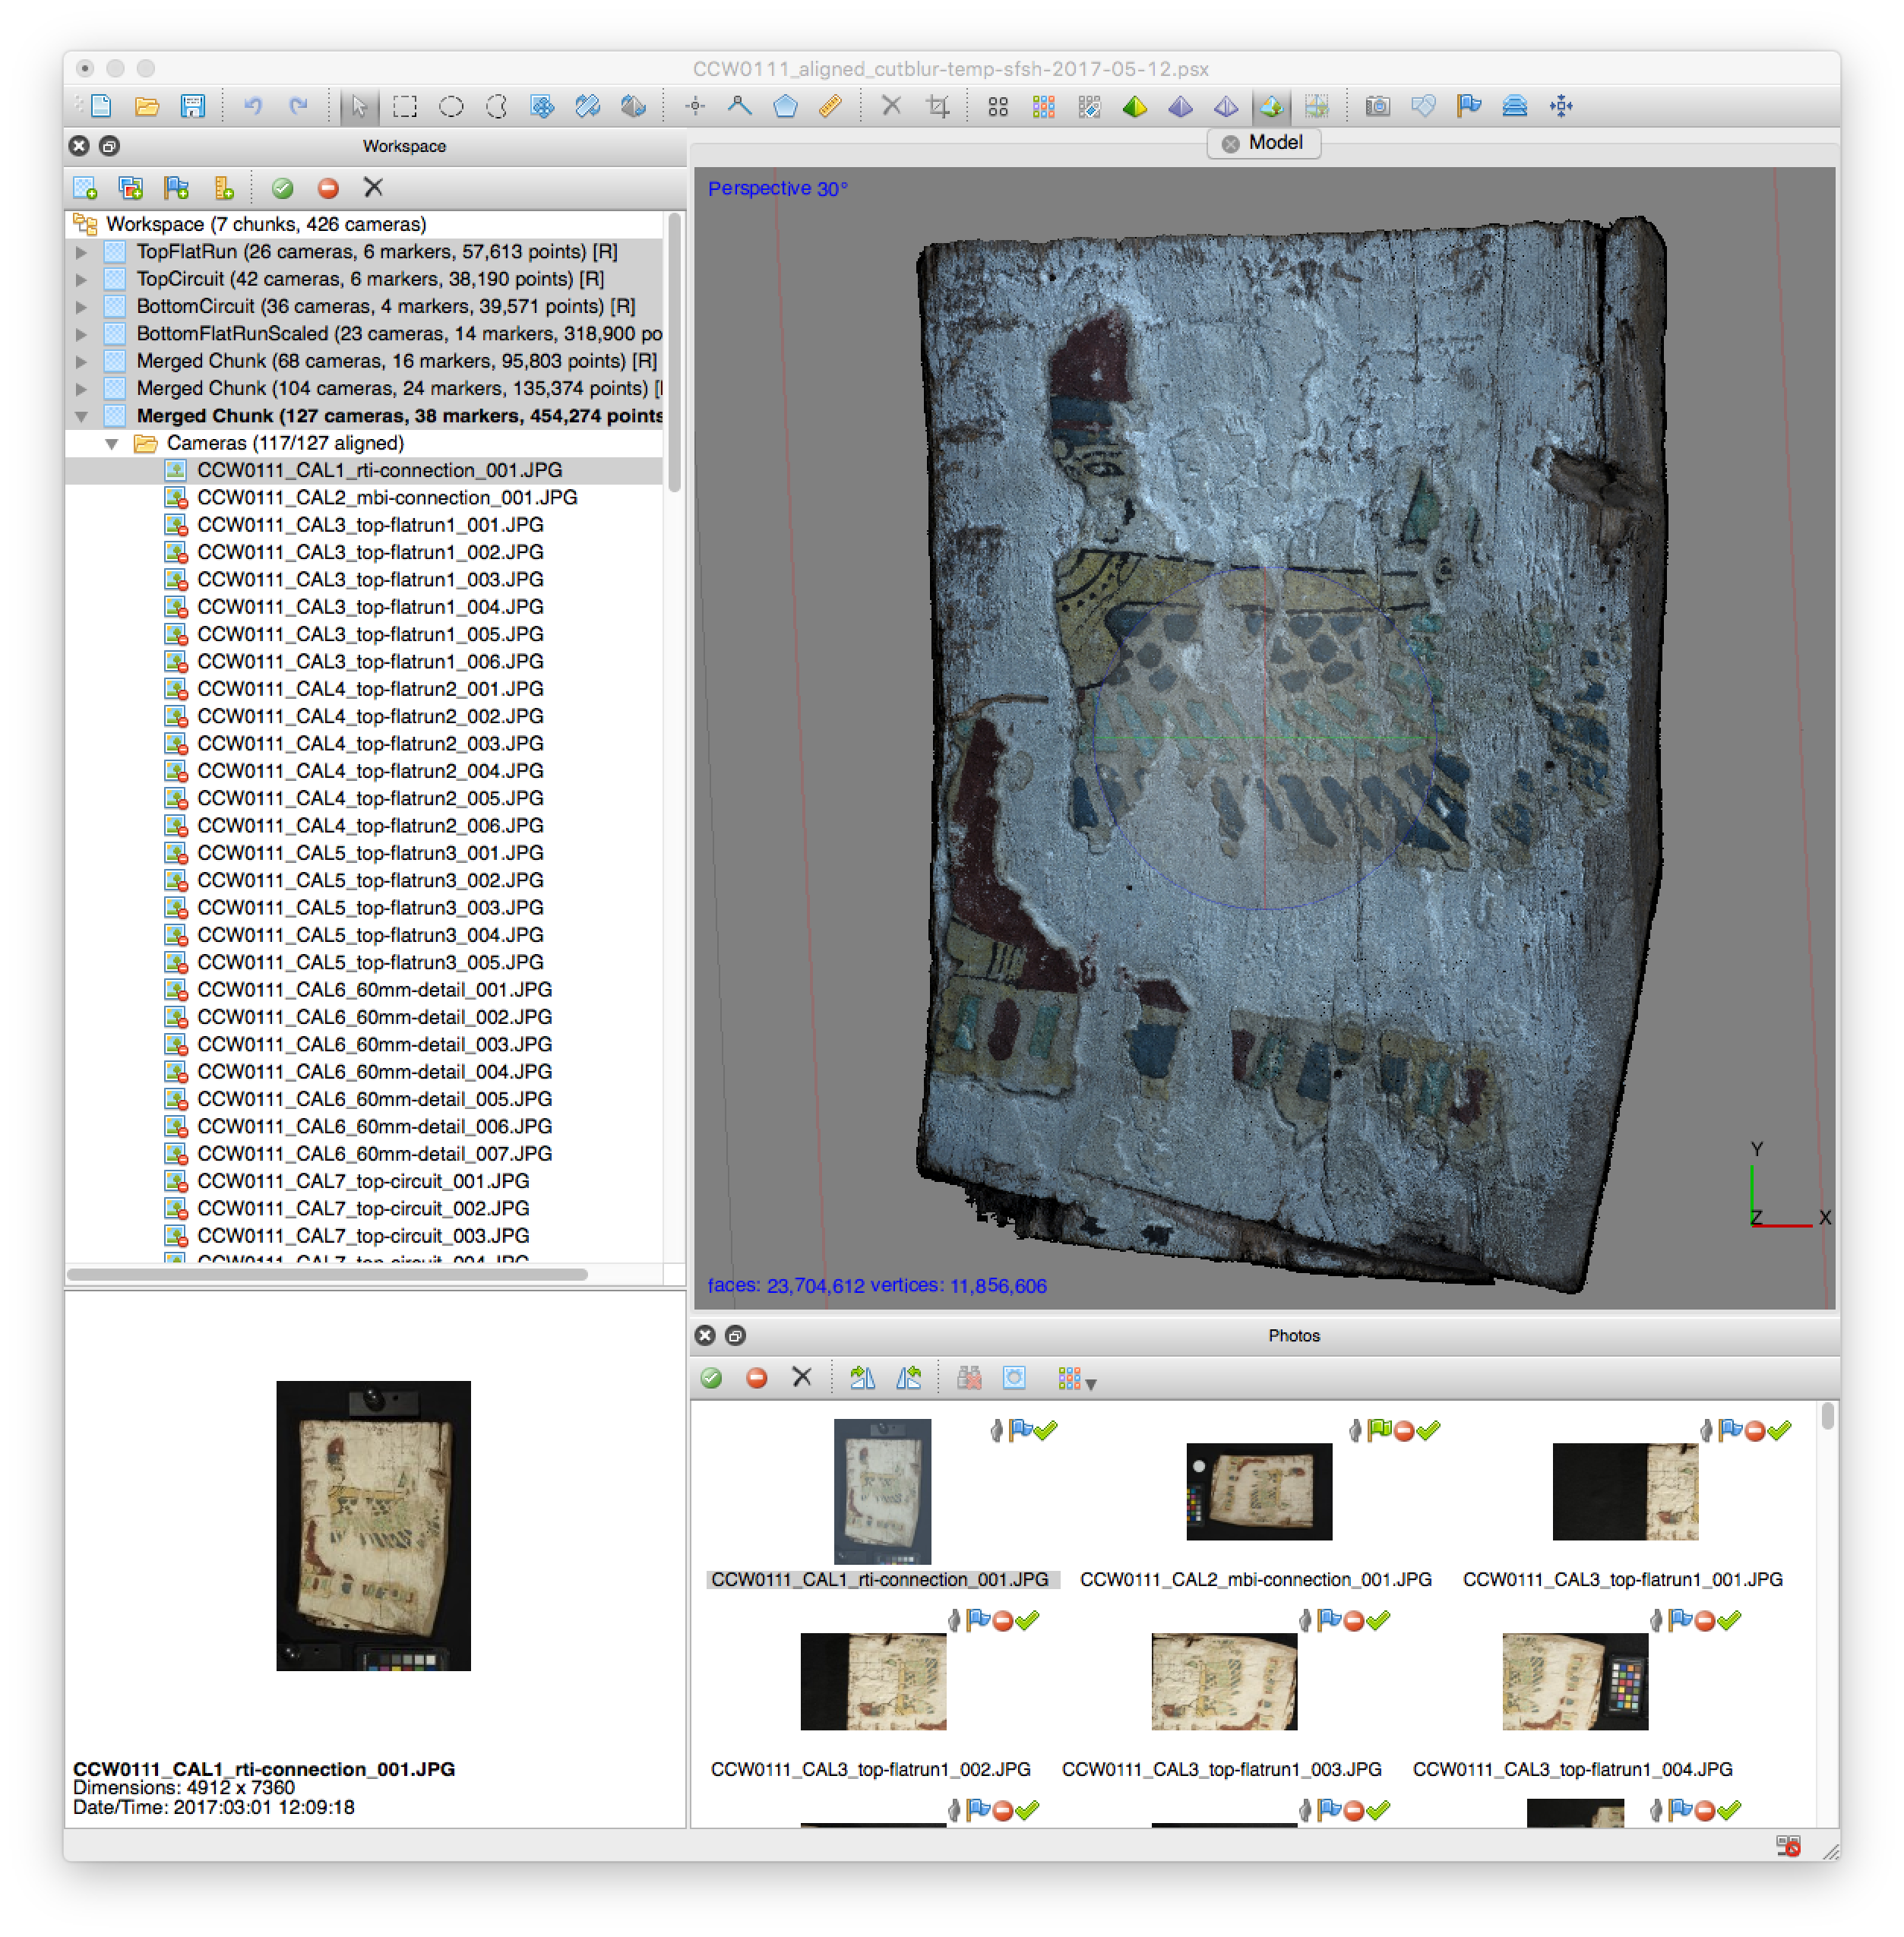 CCW0111_aligned_cutblur-temp-sfsh-2017-05-12.psx
Workspace
Workspace (7 chunks, 426 cameras)
TopFlatRun (26 cameras, 6 markers, 57,613 points) [R]
TopCircuit (42 cameras, 6 markers, 38,190 points) [R]
BottomCircuit (36 cameras, 4 markers, 39,571 points) [R]
BottomFlatRunScaled (23 cameras, 14 markers, 318,900 po
Merged Chunk (68 cameras, 16 markers, 95,803 points) [R]
Merged Chunk (104 cameras, 24 markers, 135,374 points) [
Merged Chunk (127 cameras, 38 markers, 454,274 points
Cameras (117/127 aligned)
CCW0111_CAL1_rti-connection_001.JPG
CCW0111_CAL2_mbi-connection_001.JPG
CCW0111_CAL3_top-flatrun1_001.JPG
CCW0111_CAL3_top-flatrun1_002.JPG
CCW0111_CAL3_top-flatrun1_003.JPG
CCW0111_CAL3_top-flatrun1_004.JPG
CCW0111_CAL3_top-flatrun1_005.JPG
CCW0111_CAL3_top-flatrun1_006.JPG
CCW0111_CAL4_top-flatrun2_001.JPG
CCW0111_CAL4_top-flatrun2_002.JPG
CCW0111_CAL4_top-flatrun2_003.JPG
CCW0111_CAL4_top-flatrun2_004.JPG
CCW0111_CAL4_top-flatrun2_005.JPG
CCW0111_CAL4_top-flatrun2_006.JPG
CCW0111_CAL5_top-flatrun3_001.JPG
CCW0111_CAL5_top-flatrun3_002.JPG
CCW0111_CAL5_top-flatrun3_003.JPG
CCW0111_CAL5_top-flatrun3_004.JPG
CCW0111_CAL5_top-flatrun3_005.JPG
CCW0111_CAL6_60mm-detail_001.JPG
CCW0111_CAL6_60mm-detail_002.JPG
CCW0111_CAL6_60mm-detail_003.JPG
CCW0111_CAL6_60mm-detail_004.JPG
CCW0111_CAL6_60mm-detail_005.JPG
CCW0111_CAL6_60mm-detail_006.JPG
CCW0111_CAL6_60mm-detail_007.JPG
CCW0111_CAL7_top-circuit_001.JPG
CCW0111_CAL7_top-circuit_002.JPG
CCW0111_CAL7_top-circuit_003.JPG
CCW0111_CAL7_top-circuit_004.JPG
CCW0111_CAL1_rti-connection_001.JPG
Dimensions: 4912 x 7360
Date/Time: 2017:03:01 12:09:18
Model
Perspective 30°
Y
Z
X
faces: 23,704,612 vertices: 11,856,606
Photos
CCW0111_CAL1_rti-connection_001.JPG
CCW0111_CAL2_mbi-connection_001.JPG
CCW0111_CAL3_top-flatrun1_001.JPG
CCW0111_CAL3_top-flatrun1_002.JPG
CCW0111_CAL3_top-flatrun1_003.JPG
CCW0111_CAL3_top-flatrun1_004.JPG